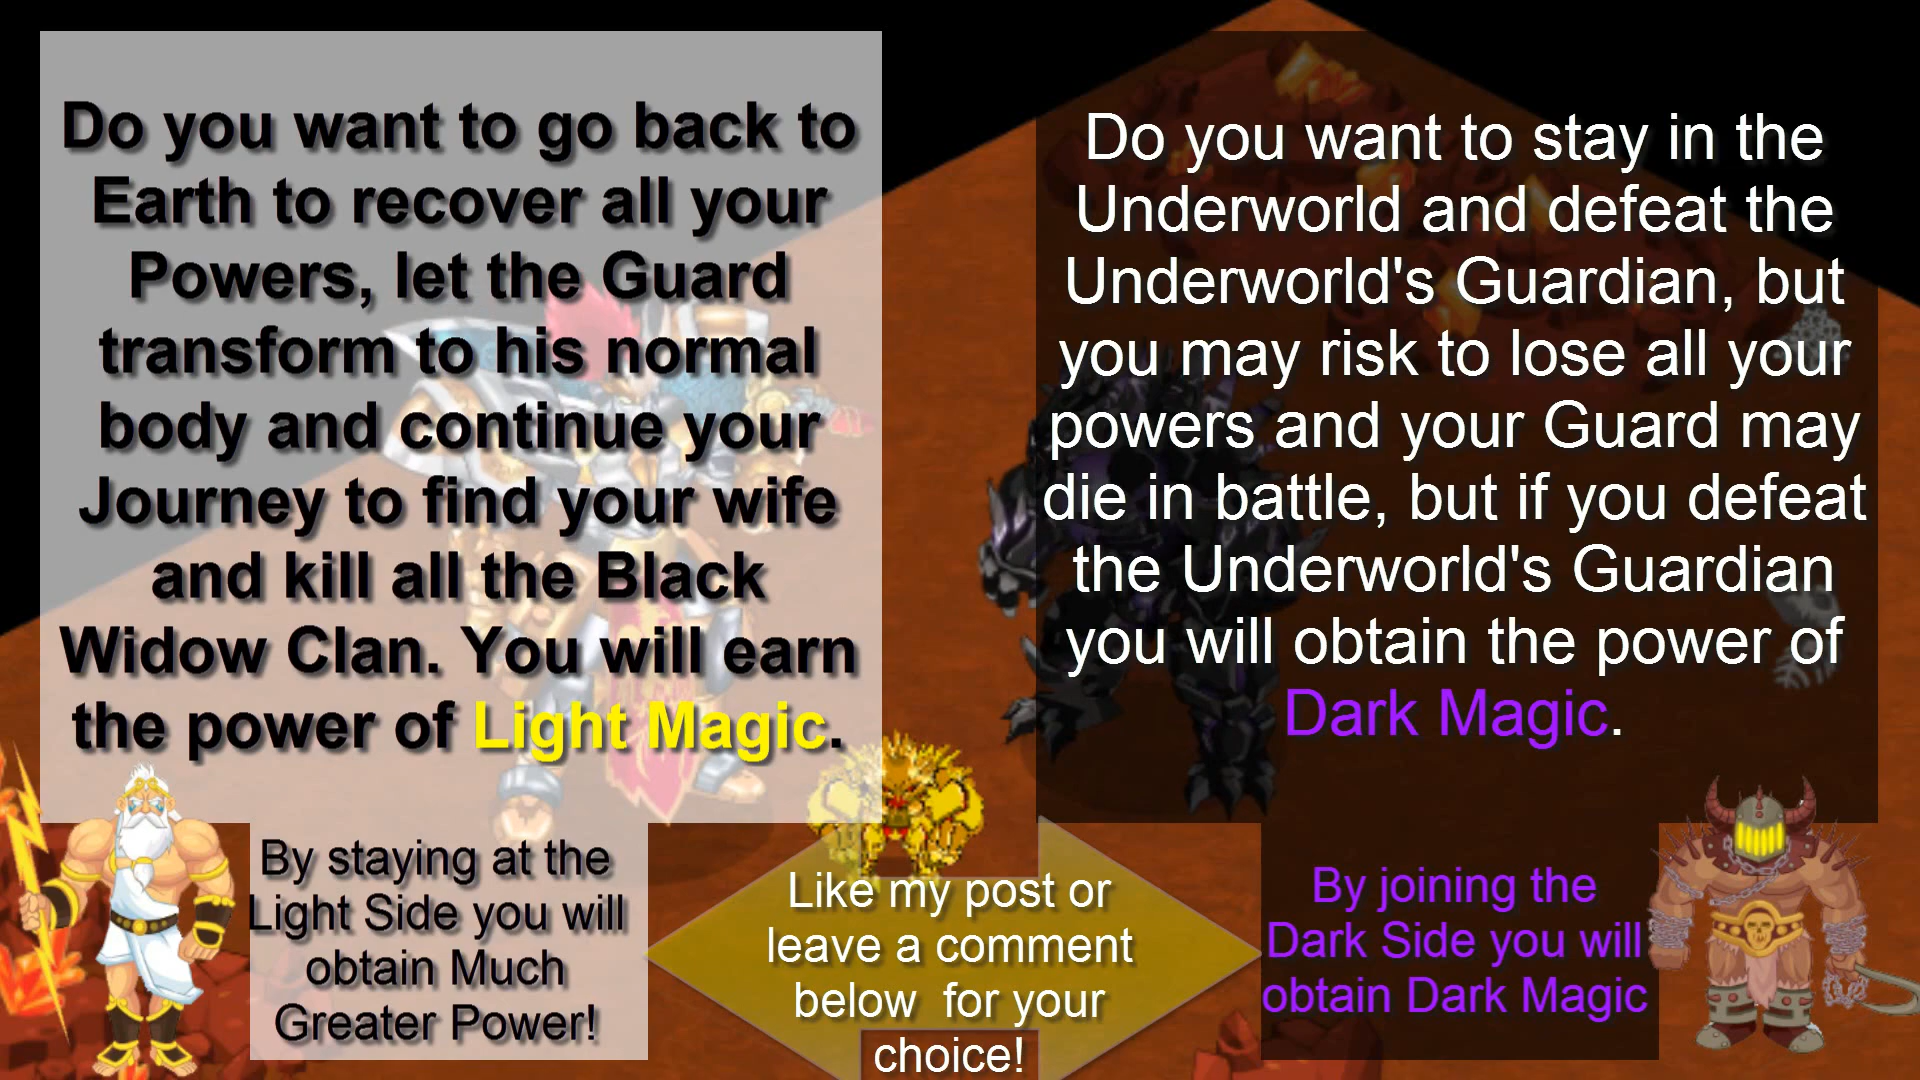 Do you want to go back to
Earth to recover all your
Powers, let the Guard
transform to his normal
body and continue your
Journey to find your wife
and kill all the Black
Widow Clan. You will earn
the power of Light Magic.
Do you want to stay in the
Underworld and defeat the
Underworld's Guardian, but
you may risk to lose all your
powers and your Guard may
die in battle, but if you defeat
the Underworld's Guardian
you will obtain the power of
Dark Magic.
By staying at the
Light Side you will
obtain Much
Greater Power!
Like my post or
leave a comment
below for your
choice!
By joining the
Dark Side you will
obtain Dark Magic